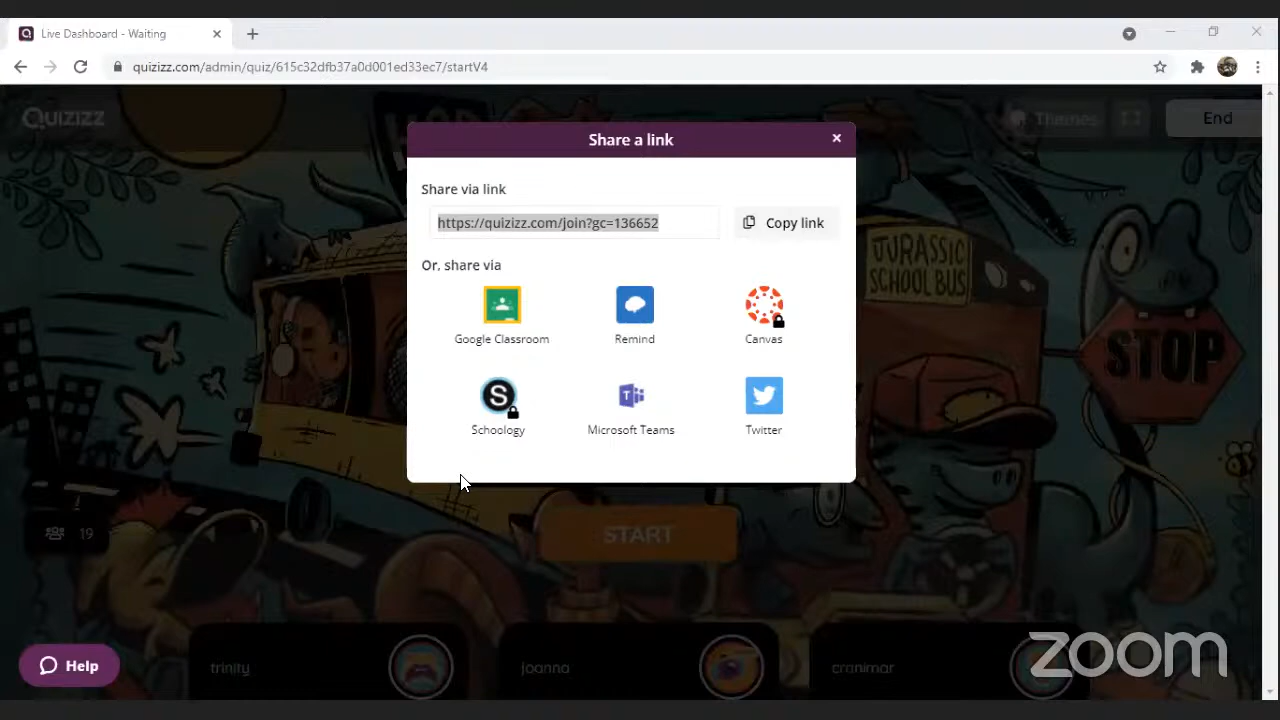 Live Dashboard - Waiting
quizizz.com/admin/quiz/615c32dfb37a0d001ed33ec7/startV4
Quizizz
Themes
End
Share a link
Share via link
https://quizizz.com/join?gc=136652
Copy link
Or, share via
Google Classroom
Remind
Canvas
Schoology
Microsoft Teams
Twitter
JURASSIC
SCHOOL BUS
STOP
19
START
Help
trinity
joanna
cranimar
zoom